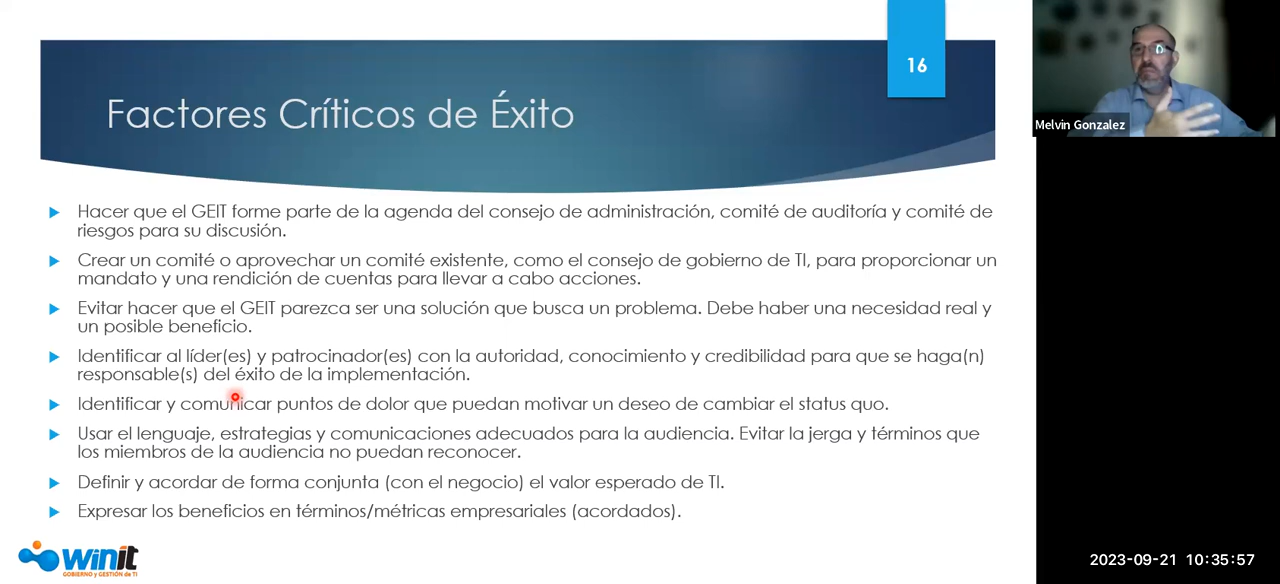 16
Factores Críticos de Éxito
Melvin Gonzalez
Hacer que el GEIT forme parte de la agenda del consejo de administración, comité de auditoría y comité de
riesgos para su discusión.
Crear un comité o aprovechar un comité existente, como el consejo de gobierno de TI, para proporcionar un
mandato y una rendición de cuentas para llevar a cabo acciones.
Evitar hacer que el GEIT parezca ser una solución que busca un problema. Debe haber una necesidad real y
un posible beneficio.
Identificar al líder(es) y patrocinador(es) con la autoridad, conocimiento y credibilidad para que se haga(n)
responsable(s) del éxito de la implementación.
Identificar y comunicar puntos de dolor que puedan motivar un deseo de cambiar el status quo.
Usar el lenguaje, estrategias y comunicaciones adecuados para la audiencia. Evitar la jerga y términos que
los miembros de la audiencia no puedan reconocer.
Definir y acordar de forma conjunta (con el negocio) el valor esperado de TI.
Expresar los beneficios en términos/métricas empresariales (acordados).
winit
GOBIERNO y GESTIÓN de TI
2023-09-21 10:35:57